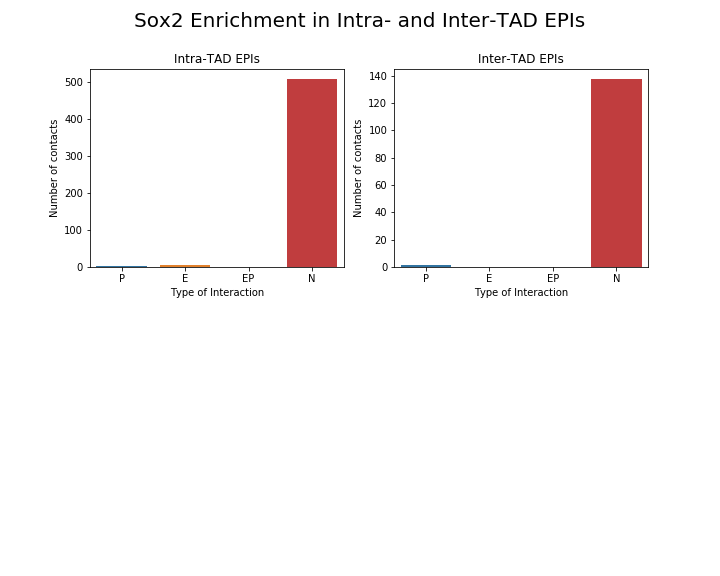 Sox2 Enrichment in Intra- and Inter-TAD EPIs
Intra-TAD EPIs
Number of contacts
500
400
300
200
100
0
P E EP N
Type of Interaction
Inter-TAD EPIs
Number of contacts
140
120
100
80
60
40
20
0
P E EP N
Type of Interaction